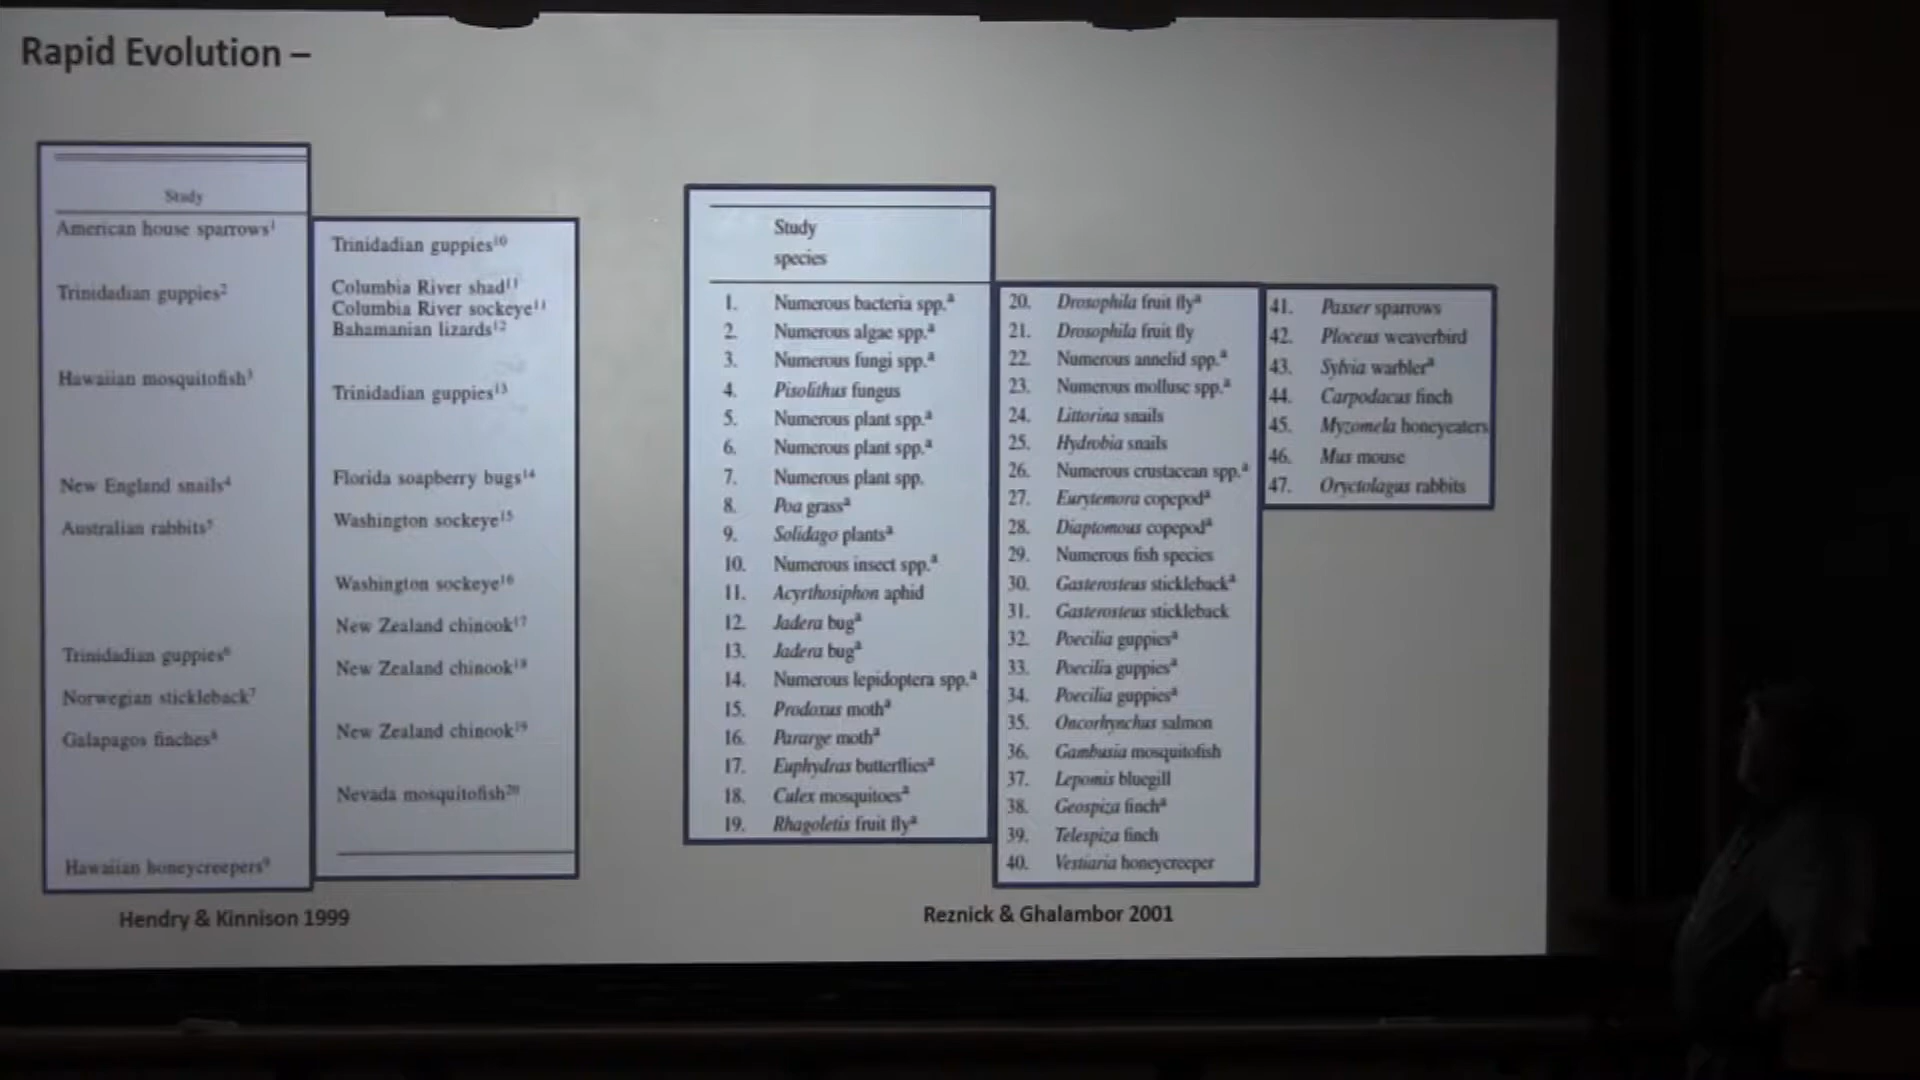 Rapid Evolution –
Study
American house sparrows¹
Trinidadian guppies²
Hawaiian mosquitofish³
New England snails⁴
Australian rabbits⁵
Trinidadian guppies⁶
Norwegian stickleback⁷
Galapagos finches⁸
Hawaiian honeycreepers⁹
Trinidadian guppies¹⁰
Columbia River shad¹¹
Columbia River sockeye¹¹
Bahamanian lizards¹²
Trinidadian guppies¹³
Florida soapberry bugs¹⁴
Washington sockeye¹⁵
Washington sockeye¹⁶
New Zealand chinook¹⁷
New Zealand chinook¹⁸
New Zealand chinook¹⁹
Nevada mosquitofish²⁰
Hendry & Kinnison 1999
Study
species
1. Numerous bacteria spp.ᵃ
2. Numerous algae spp.ᵃ
3. Numerous fungi spp.ᵃ
4. Pisolithus fungus
5. Numerous plant spp.ᵃ
6. Numerous plant spp.ᵃ
7. Numerous plant spp.
8. Poa grassᵃ
9. Solidago plantsᵃ
10. Numerous insect spp.ᵃ
11. Acyrthosiphon aphid
12. Jadera bugᵃ
13. Jadera bugᵃ
14. Numerous lepidoptera spp.ᵃ
15. Prodoxus mothᵃ
16. Pararge mothᵃ
17. Euphydras butterfliesᵃ
18. Culex mosquitoesᵃ
19. Rhagoletis fruit flyᵃ
20. Drosophila fruit flyᵃ
21. Drosophila fruit fly
22. Numerous annelid spp.ᵃ
23. Numerous mollusc spp.ᵃ
24. Littorina snails
25. Hydrobia snails
26. Numerous crustacean spp.ᵃ
27. Eurytemora copepodᵃ
28. Diaptomous copepodᵃ
29. Numerous fish species
30. Gasterosteus sticklebackᵃ
31. Gasterosteus stickleback
32. Poecilia guppiesᵃ
33. Poecilia guppiesᵃ
34. Poecilia guppiesᵃ
35. Oncorhynchus salmon
36. Gambusia mosquitofish
37. Lepomis bluegill
38. Geospiza finchᵃ
39. Telespiza finch
40. Vestiaria honeycreeper
41. Passer sparrows
42. Ploceus weaverbird
43. Sylvia warblerᵃ
44. Carpodacus finch
45. Myzomela honeyeaters
46. Mus mouse
47. Oryctolagus rabbits
Reznick & Ghalambor 2001